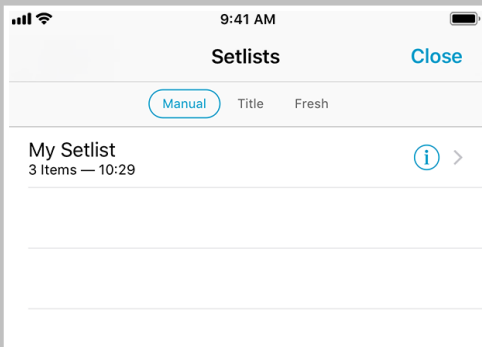 9:41 AM
Setlists
Close
Manual Title Fresh
My Setlist
3 Items — 10:29